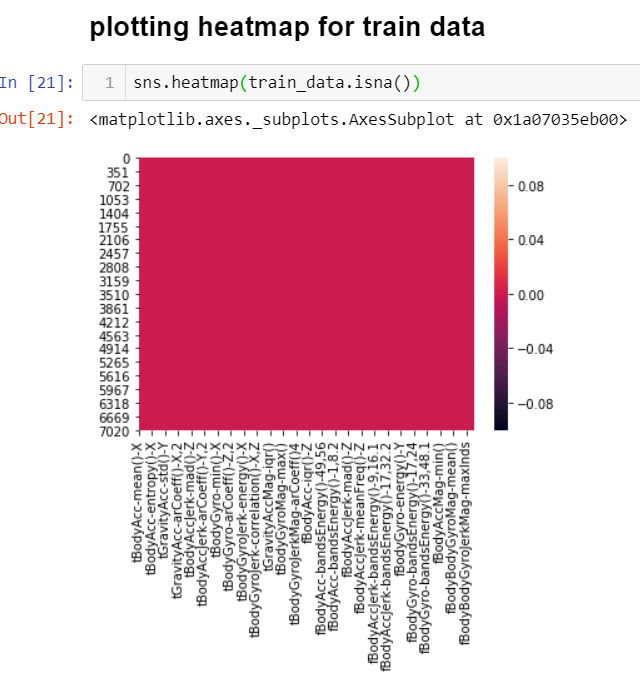 plotting heatmap for train data
In [21]:
1 sns.heatmap(train_data.isna())
Out[21]: <matplotlib.axes._subplots.AxesSubplot at 0x1a07035eb00>
0
351
702
1053
1404
1755
2106
2457
2808
3159
3510
3861
4212
4563
4914
5265
5616
5967
6318
6669
7020
0.08
0.04
0.00
−0.04
−0.08
tBodyAcc-mean()-X
tBodyAcc-entropy()-X
tGravityAcc-std()-Y
tGravityAcc-arCoeff()-X,2
tBodyAccJerk-mad()-Z
tBodyAccJerk-arCoeff()-Y,2
tBodyGyro-min()-X
tBodyGyro-arCoeff()-Z,2
tBodyGyroJerk-energy()-X
tBodyGyroJerk-correlation()-X,Z
tGravityAccMag-iqr()
tBodyGyroMag-max()
tBodyGyroJerkMag-arCoeff()4
fBodyAcc-iqr()-Z
fBodyAcc-bandsEnergy()-49,56
fBodyAcc-bandsEnergy()-1,8.2
fBodyAccJerk-mad()-Z
fBodyAccJerk-meanFreq()-Z
fBodyAccJerk-bandsEnergy()-9,16.1
fBodyAccJerk-bandsEnergy()-17,32.2
fBodyGyro-energy()-Y
fBodyGyro-bandsEnergy()-17,24
fBodyGyro-bandsEnergy()-33,48.1
fBodyAccMag-min()
fBodyBodyGyroMag-mean()
fBodyBodyGyroJerkMag-maxInds